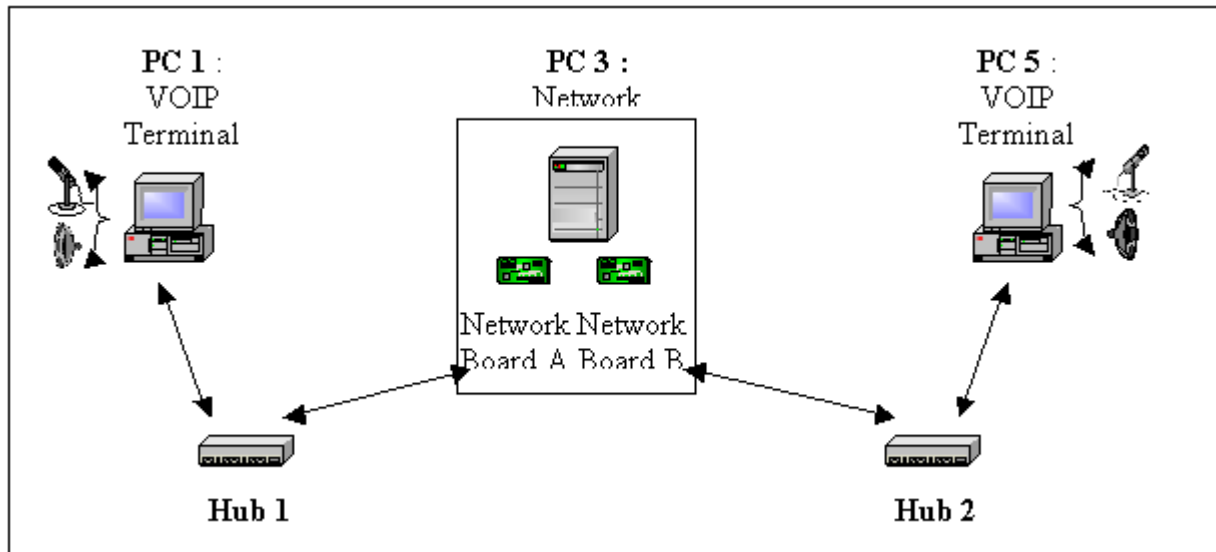 PC 1 :
VOIP
Terminal
PC 3 :
Network
PC 5 :
VOIP
Terminal
Network Network
Board A Board B
Hub 1
Hub 2